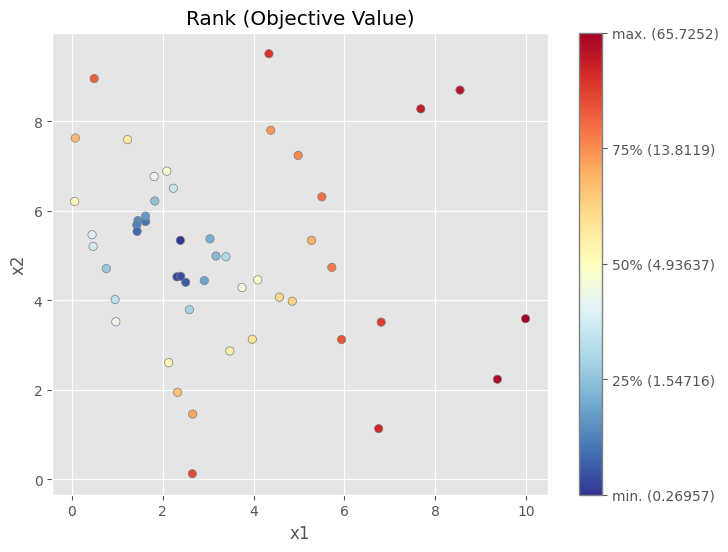 Rank (Objective Value)
max. (65.7252)
75% (13.8119)
50% (4.93637)
25% (1.54716)
min. (0.26957)
8
6
4
2
0
x2
0 2 4 6 8 10
x1